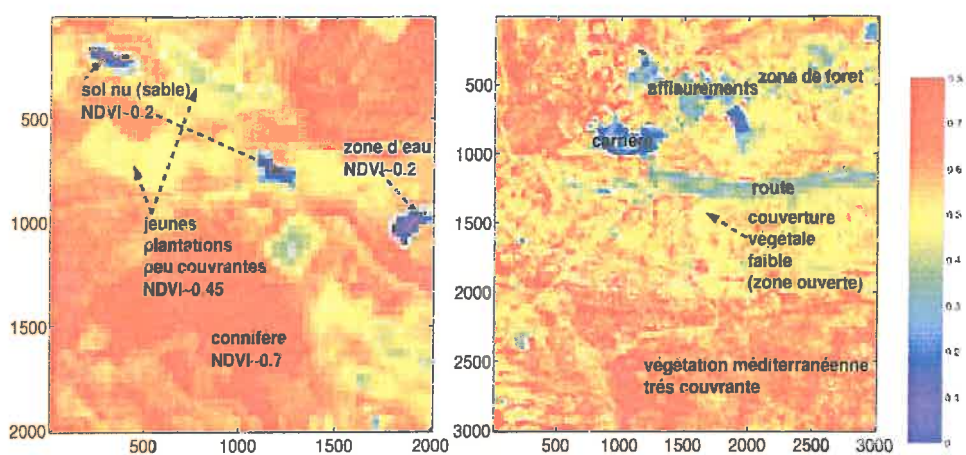 sol nu (sable)
NDVI~0.2
zone d'eau
NDVI~0.2
jeunes
plantations
peu couvrantes
NDVI~0.45
connifere
NDVI~0.7
500
1000
1500
2000
500
1000
1500
2000
zone de foret
affleurements
carrière
route
couverture
végétale
faible
(zone ouverte)
végétation méditerranéenne
trés couvrante
500
1000
1500
2000
2500
3000
500
1000
1500
2000
2500
3000
0.7
0.6
0.5
0.4
0.3
0.2
0.1
0